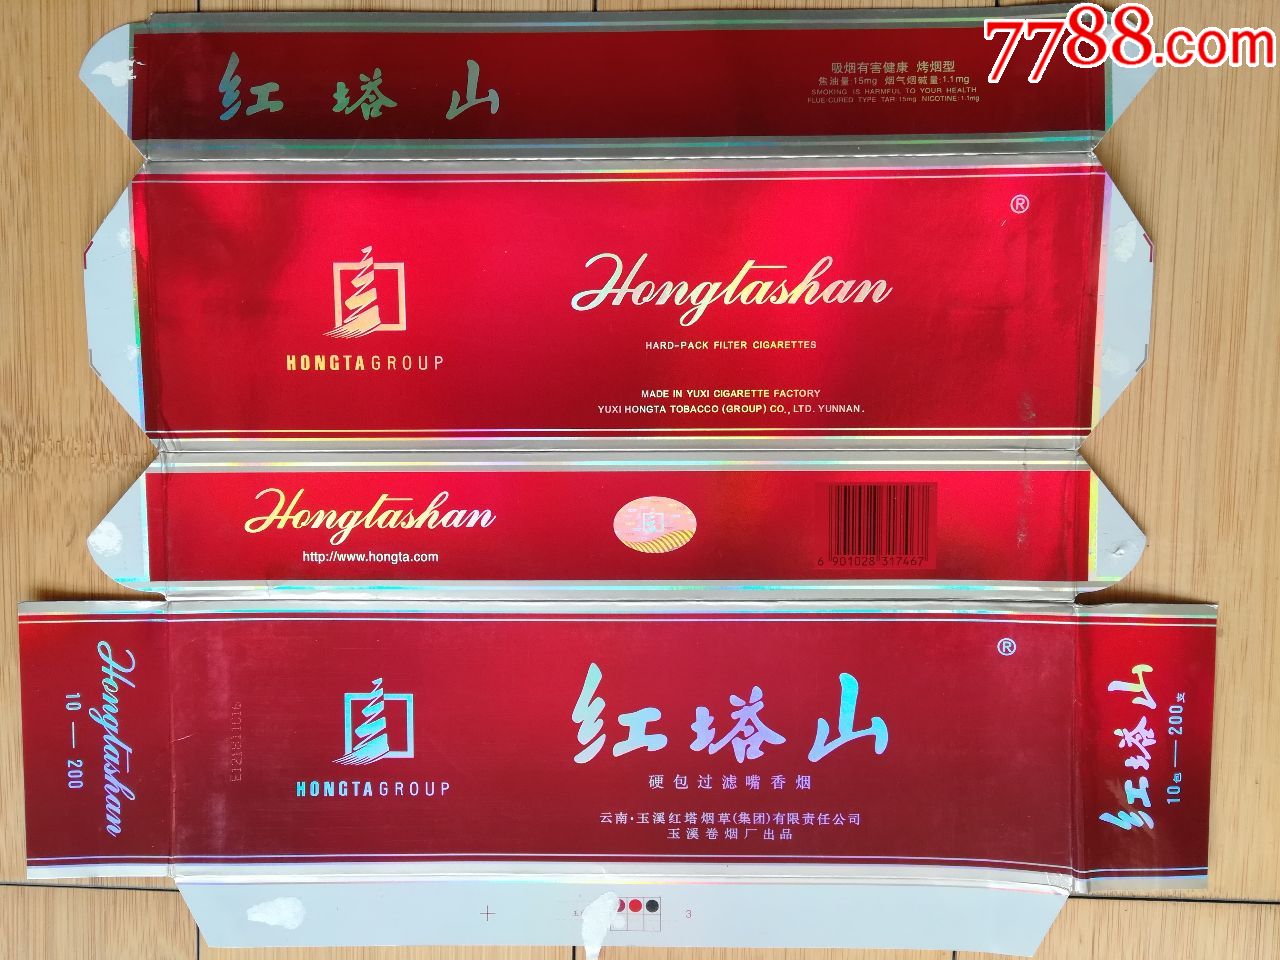 7788.com
红塔山
吸烟有害健康 烤烟型
焦油量:15mg 烟气烟碱量:1.1mg
SMOKING IS HARMFUL TO YOUR HEALTH
FLUE-CURED TYPE TAR:15mg NICOTINE:1.1mg
®
Hongtashan
HARD-PACK FILTER CIGARETTES
HONGTA GROUP
MADE IN YUXI CIGARETTE FACTORY
YUXI HONGTA TOBACCO (GROUP) CO., LTD. YUNNAN.
Hongtashan
http://www.hongta.com
6 901028 317467
Hongtashan
10 — 200
®
红塔山
硬包过滤嘴香烟
HONGTA GROUP
云南·玉溪红塔烟草(集团)有限责任公司
玉溪卷烟厂出品
红塔山
10包 — 200支
3